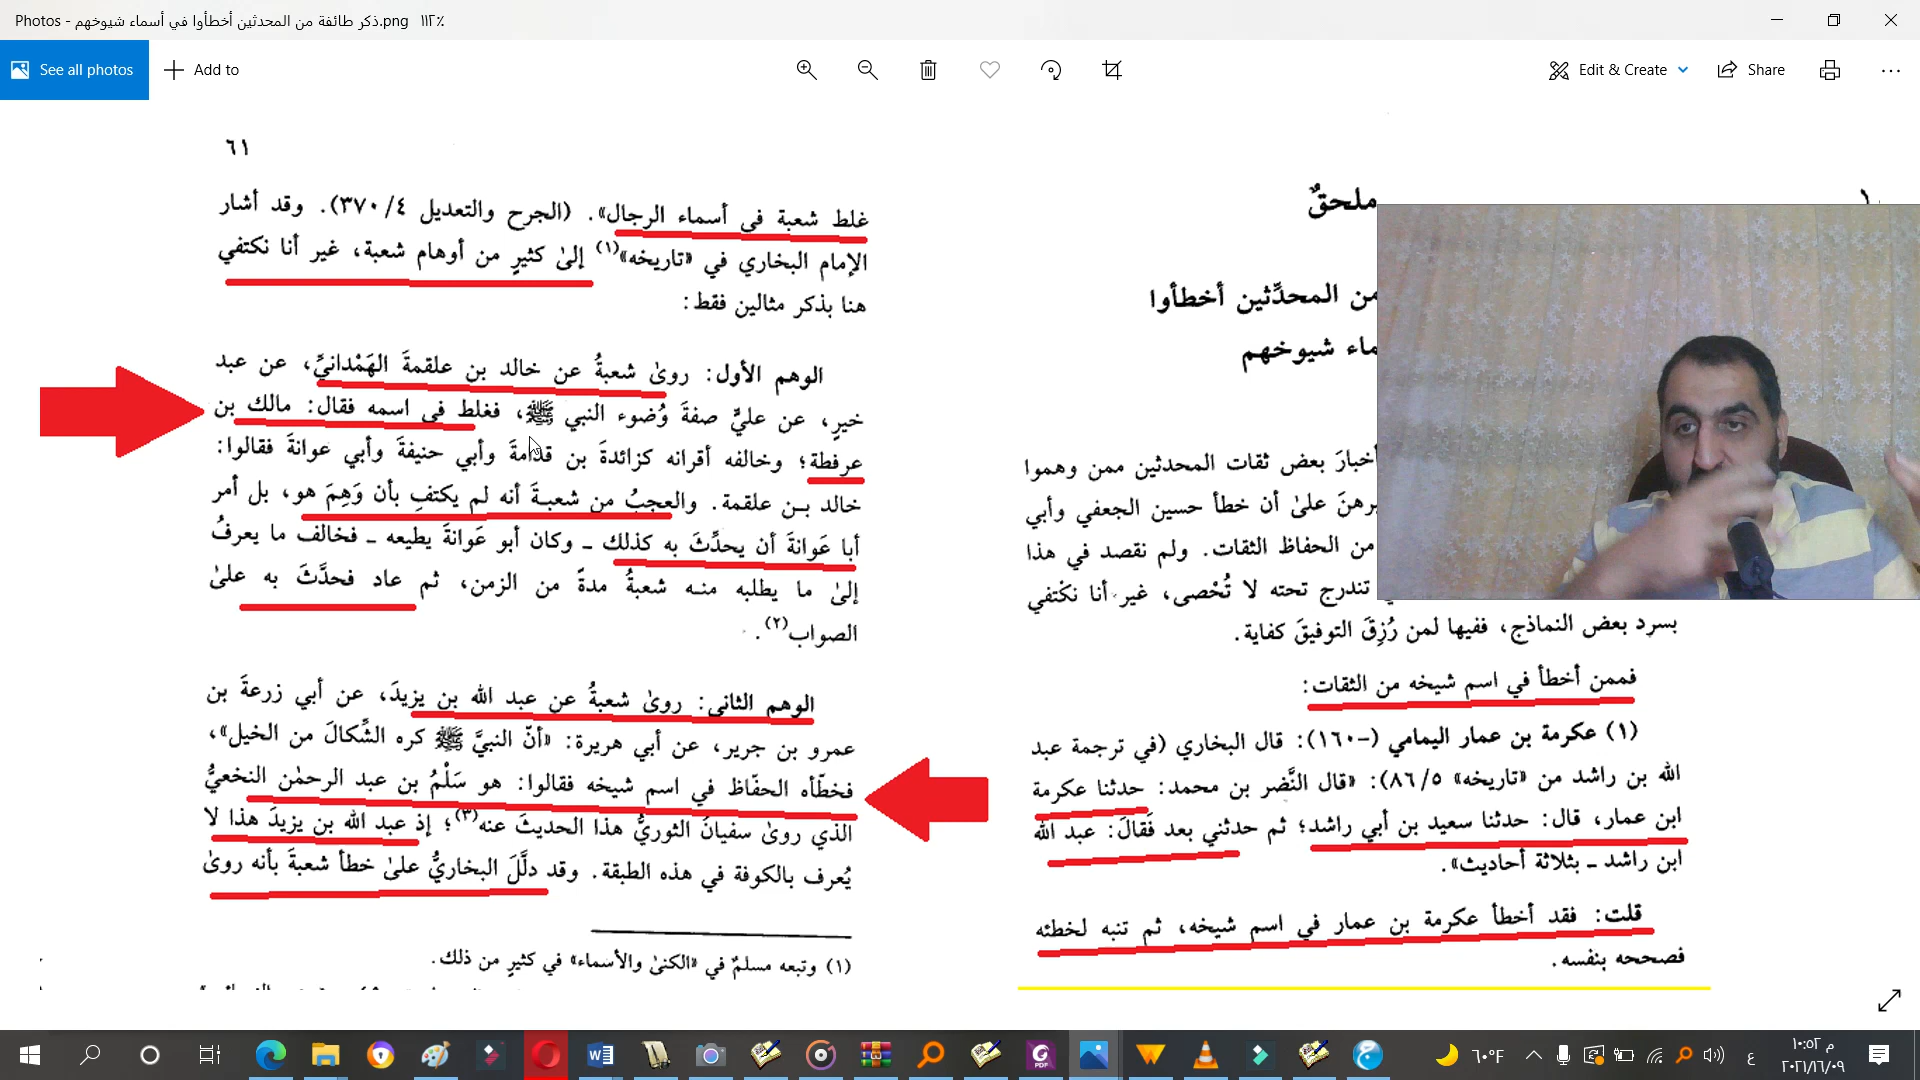 Photos - ذكر طائفة من المحدثين أخطأوا في أسماء شيوخهم.png ١١٢٪
See all photos
Add to
Edit & Create
Share
ملحقٌ
من المحدِّثين أخطأوا
ماء شيوخهم
أخبارَ بعض ثقات المحدثين ممن وهموا
برهنَ علىٰ أن خطأ حسين الجعفي وأبي
من الحفاظ الثقات. ولم نقصد في هذا
تندرج تحته لا تُحْصى، غير أنا نكتفي
بسرد بعض النماذج، ففيها لمن رُزِقَ التوفيقَ كفاية.
فممن أخطأ في اسم شيخه من الثقات:
(١) عكرمة بن عمار اليمامي (-١٦٠): قال البخاري (في ترجمة عبد
الله بن راشد من «تاريخه» ٨٦/٥): «قال النَّضر بن محمد: حدثنا عكرمة
ابن عمار، قال: حدثنا سعيد بن أبي راشد؛ ثم حدثني بعد فَقالَ: عبد الله
ابن راشد ـ بثلاثة أحاديث».
قلت: فقد أخطأ عكرمة بن عمار في اسم شيخه، ثم تنبه لخطئه
فصححه بنفسه.
٦١
غلط شعبة في أسماء الرجال». (الجرح والتعديل ٣٧٠/٤). وقد أشار
الإمام البخاري في «تاريخه»(١) إلىٰ كثيرٍ من أوهام شعبة، غير أنا نكتفي
هنا بذكر مثالين فقط:
الوهم الأول: روىٰ شعبةُ عن خالد بن علقمةَ الهَمْدانيِّ، عن عبد
خيرٍ، عن عليٍّ صفةَ وُضوء النبي ﷺ، فغلط في اسمه فقال: مالك بن
عرفطة؛ وخالفه أقرانه كزائدةَ بن قدامةَ وأبي حنيفةَ وأبي عوانةَ فقالوا:
خالد بـن علقمة. والعجبُ من شعبـةَ أنه لم يكتفِ بأن وَهِمَ هو، بل أمر
أبا عَوانةَ أن يحدِّثَ به كذلك ـ وكان أبو عَوانةَ يطيعه ـ فخالف ما يعرفُ
إلىٰ ما يطلبه منـه شعبةُ مدةً من الزمن، ثم عاد فحدَّثَ به علىٰ
الصواب(٢).
الوهم الثاني: روىٰ شعبةُ عن عبد الله بن يزيدَ، عن أبي زرعةَ بن
عمرو بن جرير، عن أبي هريرة: «أنّ النبيَّ ﷺ كره الشِّكالَ من الخيل»،
فخطّأه الحفّاظ في اسم شيخه فقالوا: هو سَلْمُ بن عبد الرحمٰن النخعيُّ
الذي روىٰ سفيانَ الثوريُّ هذا الحديثَ عنه(٣)؛ إذ عبد الله بن يزيدَ هذا لا
يُعرف بالكوفة في هذه الطبقة. وقد دلَّلَ البخاريُّ علىٰ خطأ شعبةَ بأنه روىٰ
(١) وتبعه مسلمٌ في «الكنىٰ والأسماء» في كثيرٍ من ذلك.
٦٠°F
ع
١٠:٥٢ م